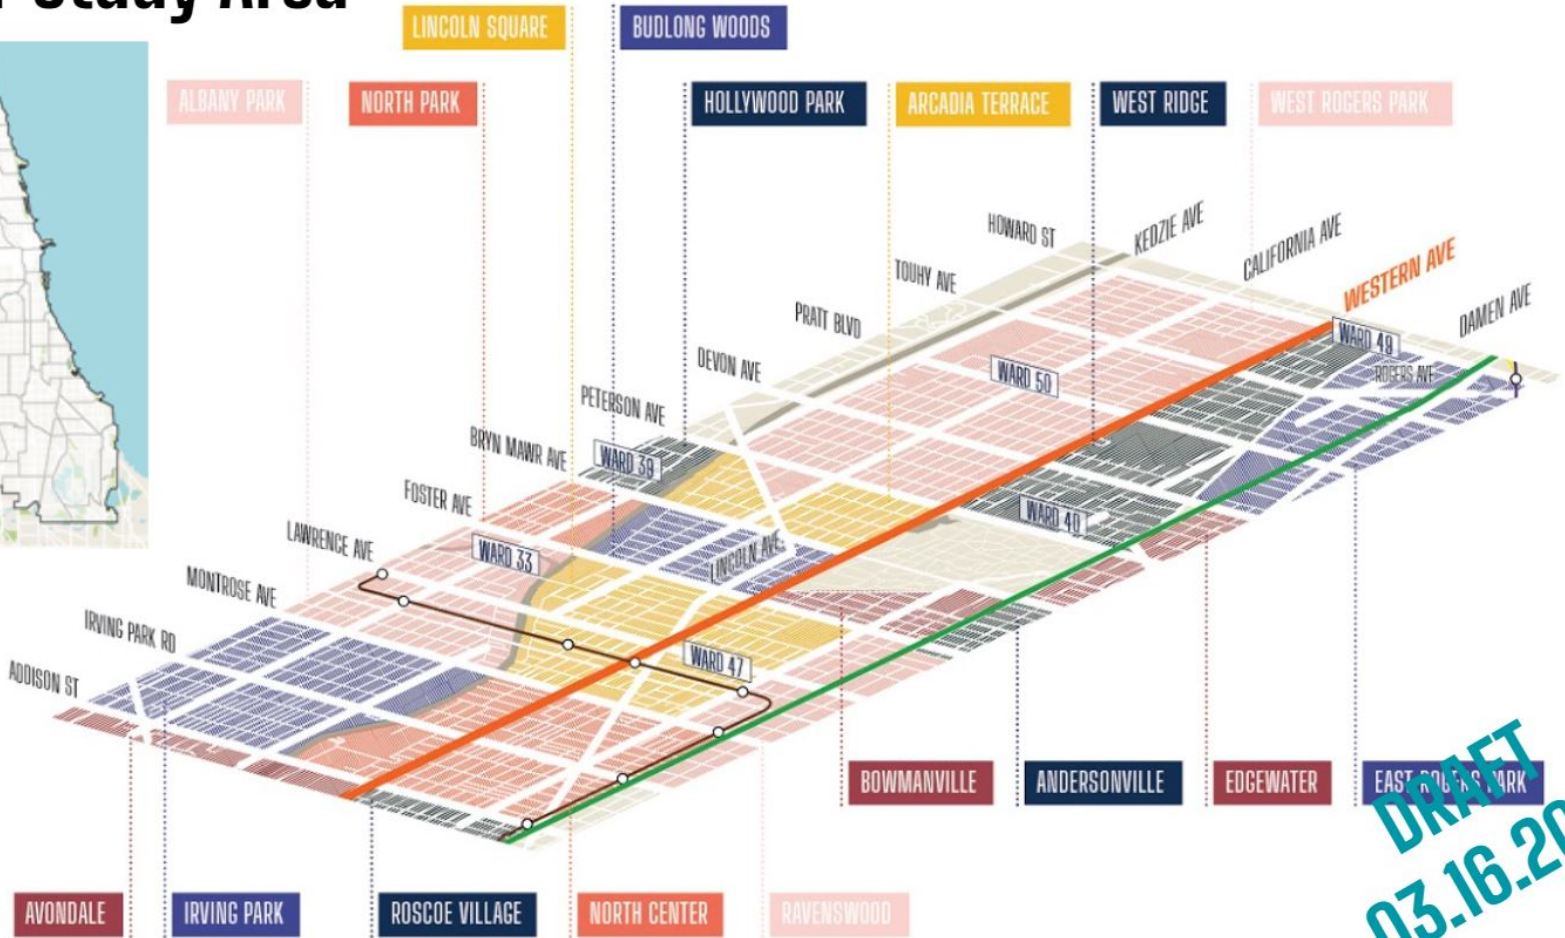 Study Area
LINCOLN SQUARE
BUDLONG WOODS
ALBANY PARK
NORTH PARK
HOLLYWOOD PARK
ARCADIA TERRACE
WEST RIDGE
WEST ROGERS PARK
HOWARD ST
KEDZIE AVE
CALIFORNIA AVE
WESTERN AVE
DAMEN AVE
TOUHY AVE
PRATT BLVD
DEVON AVE
PETERSON AVE
BRYN MAWR AVE
FOSTER AVE
LAWRENCE AVE
MONTROSE AVE
IRVING PARK RD
ADDISON ST
WARD 49
ROGERS AVE
WARD 50
WARD 39
WARD 40
WARD 33
LINCOLN AVE
WARD 47
BOWMANVILLE
ANDERSONVILLE
EDGEWATER
EAST ROGERS PARK
AVONDALE
IRVING PARK
ROSCOE VILLAGE
NORTH CENTER
RAVENSWOOD
DRAFT
03.16.20